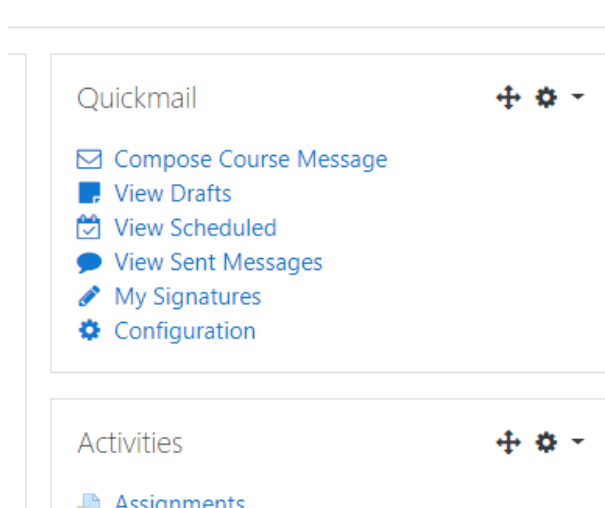 Quickmail
Compose Course Message
View Drafts
View Scheduled
View Sent Messages
My Signatures
Configuration
Activities
Assignments